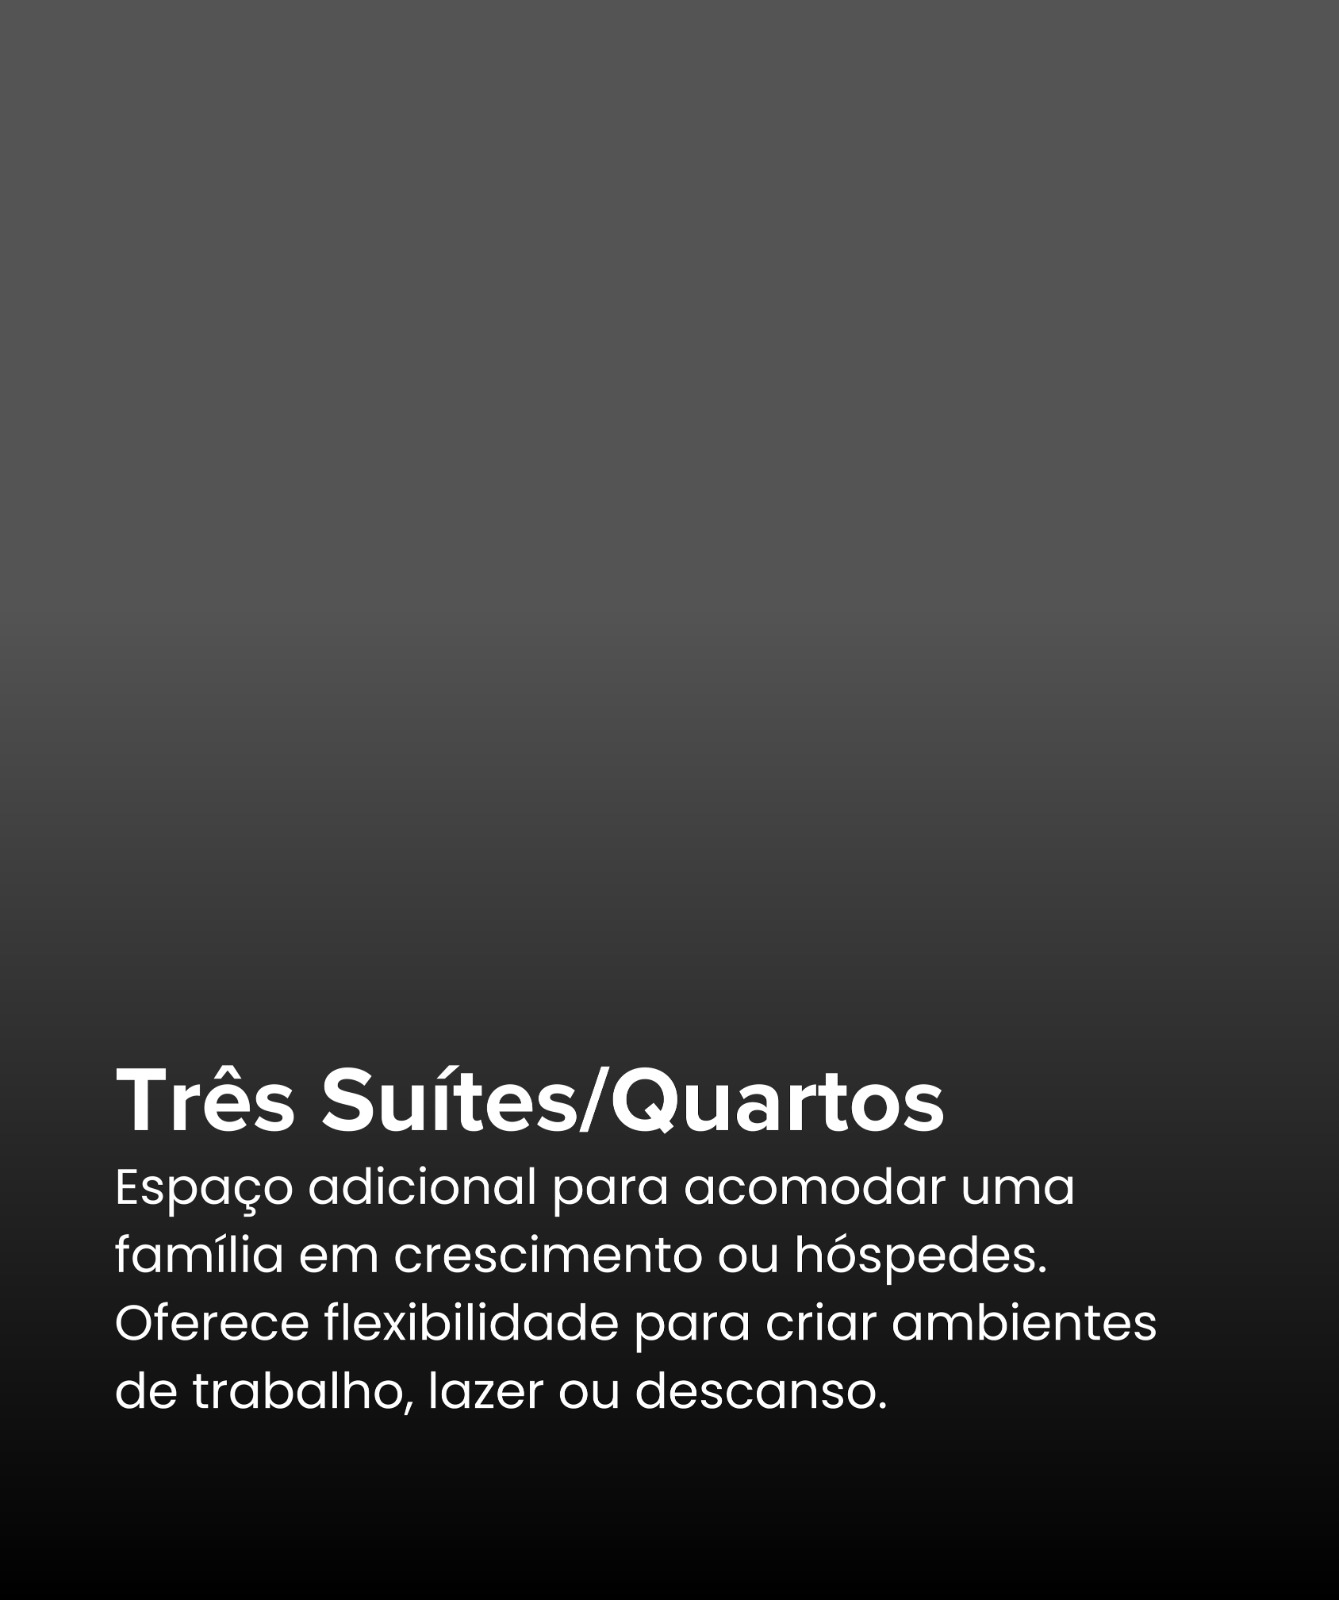 Três Suítes/Quartos
Espaço adicional para acomodar uma
família em crescimento ou hóspedes.
Oferece flexibilidade para criar ambientes
de trabalho, lazer ou descanso.